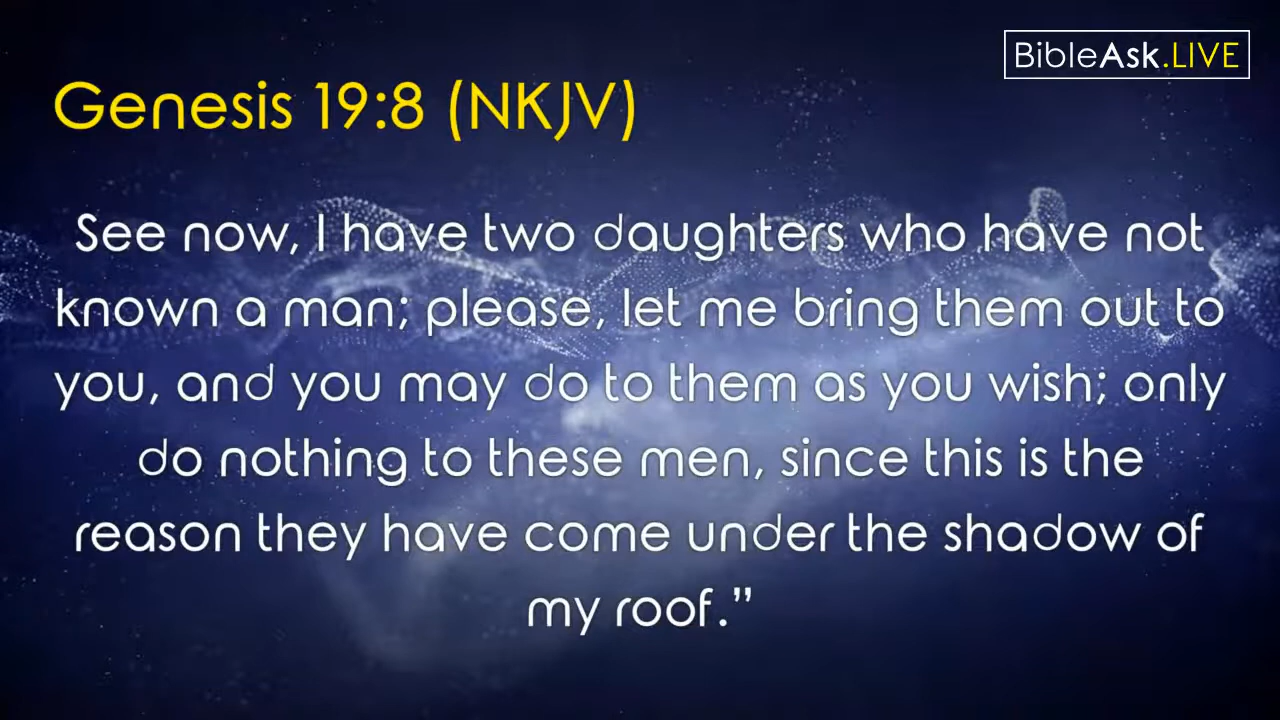 BibleAsk.LIVE
Genesis 19:8 (NKJV)
See now, I have two daughters who have not
known a man; please, let me bring them out to
you, and you may do to them as you wish; only
do nothing to these men, since this is the
reason they have come under the shadow of
my roof.”